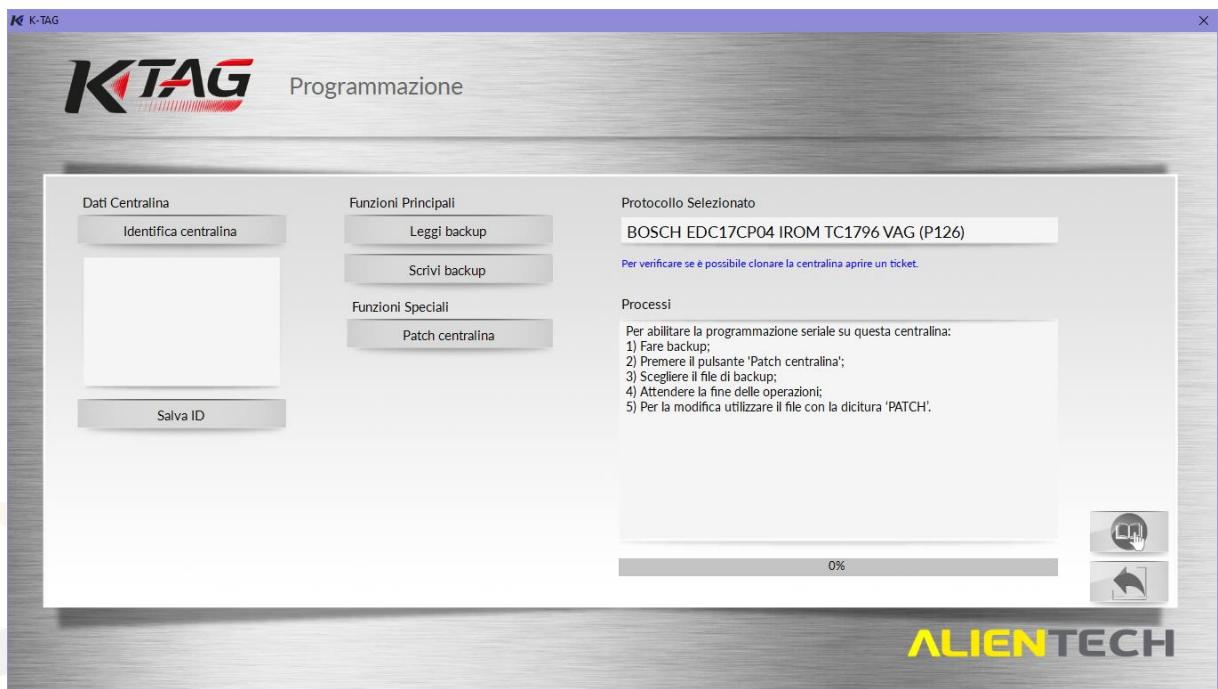 K-TAG
KTAG
Programmazione
Dati Centralina
Identifica centralina
Salva ID
Funzioni Principali
Leggi backup
Scrivi backup
Funzioni Speciali
Patch centralina
Protocollo Selezionato
BOSCH EDC17CP04 IROM TC1796 VAG (P126)
Per verificare se è possibile clonare la centralina aprire un ticket.
Processi
Per abilitare la programmazione seriale su questa centralina:
1) Fare backup;
2) Premere il pulsante 'Patch centralina';
3) Scegliere il file di backup;
4) Attendere la fine delle operazioni;
5) Per la modifica utilizzare il file con la dicitura ‘PATCH’.
0%
ALIENTECH